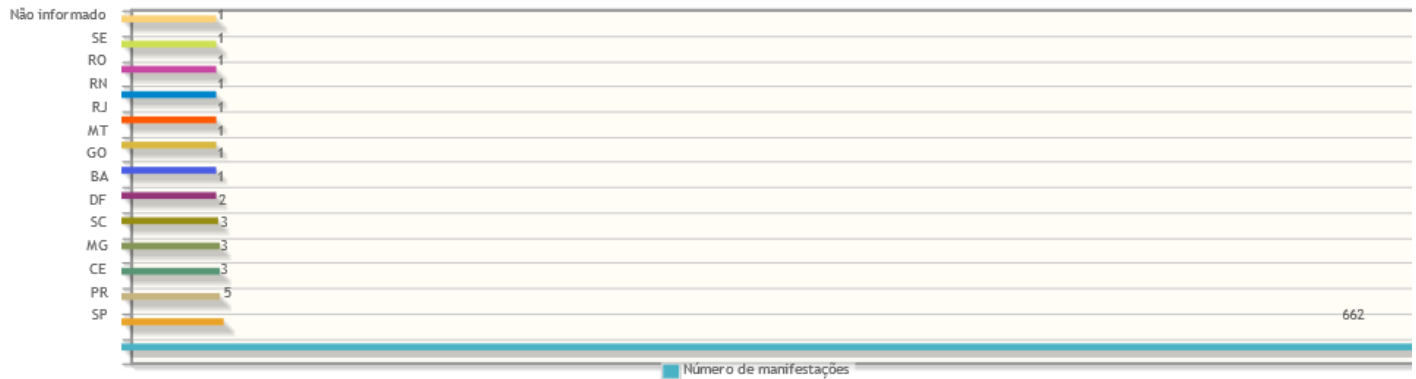 Não informado 1
SE 1
RO 1
RN 1
RJ 1
MT 1
GO 1
BA 1
DF 2
SC 3
MG 3
CE 3
PR 5
SP 662
Número de manifestações